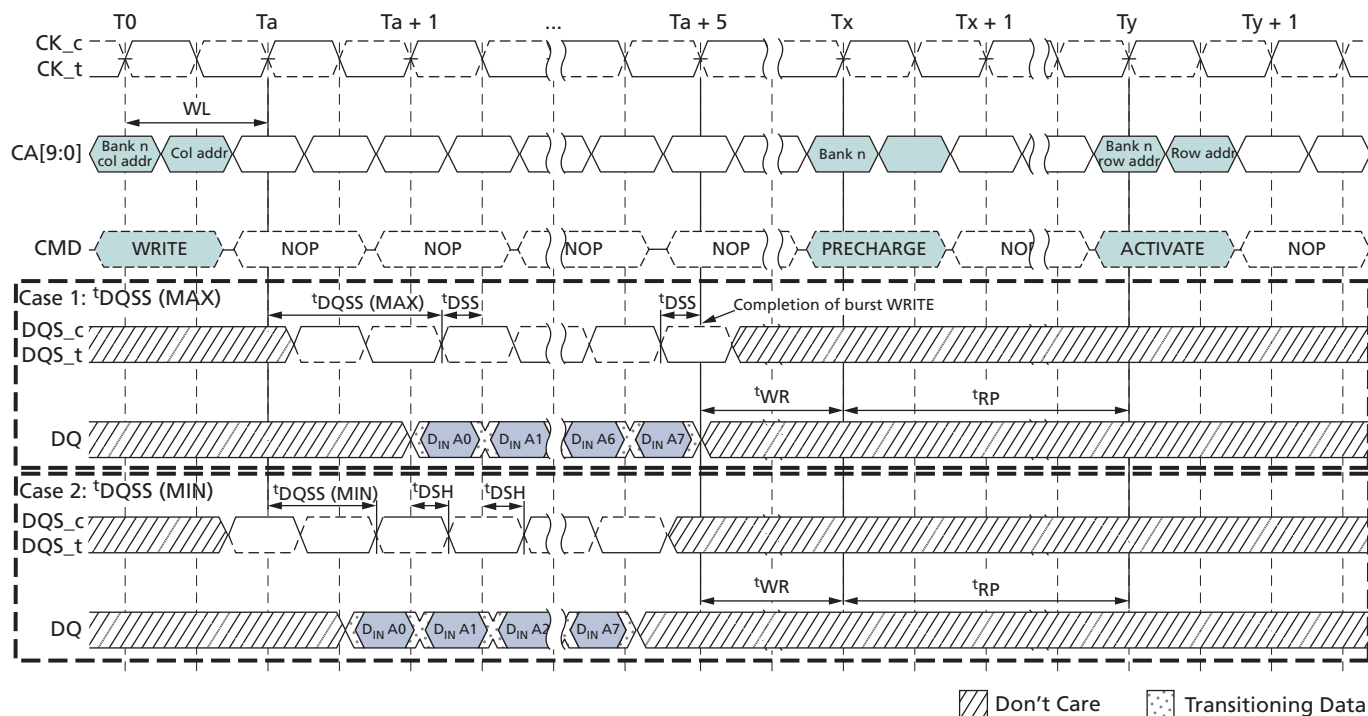 T0 Ta Ta + 1 ... Ta + 5 Tx Tx + 1 Ty Ty + 1
CK_c
CK_t
WL
CA[9:0] Bank n col addr Col addr Bank n Bank n row addr Row addr
CMD WRITE NOP NOP NOP NOP PRECHARGE NOP ACTIVATE NOP
Case 1: tDQSS (MAX) tDQSS (MAX) tDSS tDSS Completion of burst WRITE
DQS_c
DQS_t
tWR tRP
DQ DIN A0 DIN A1 DIN A6 DIN A7
Case 2: tDQSS (MIN) tDQSS (MIN) tDSH tDSH
DQS_c
DQS_t
tWR tRP
DQ DIN A0 DIN A1 DIN A2 DIN A7
Don't Care Transitioning Data